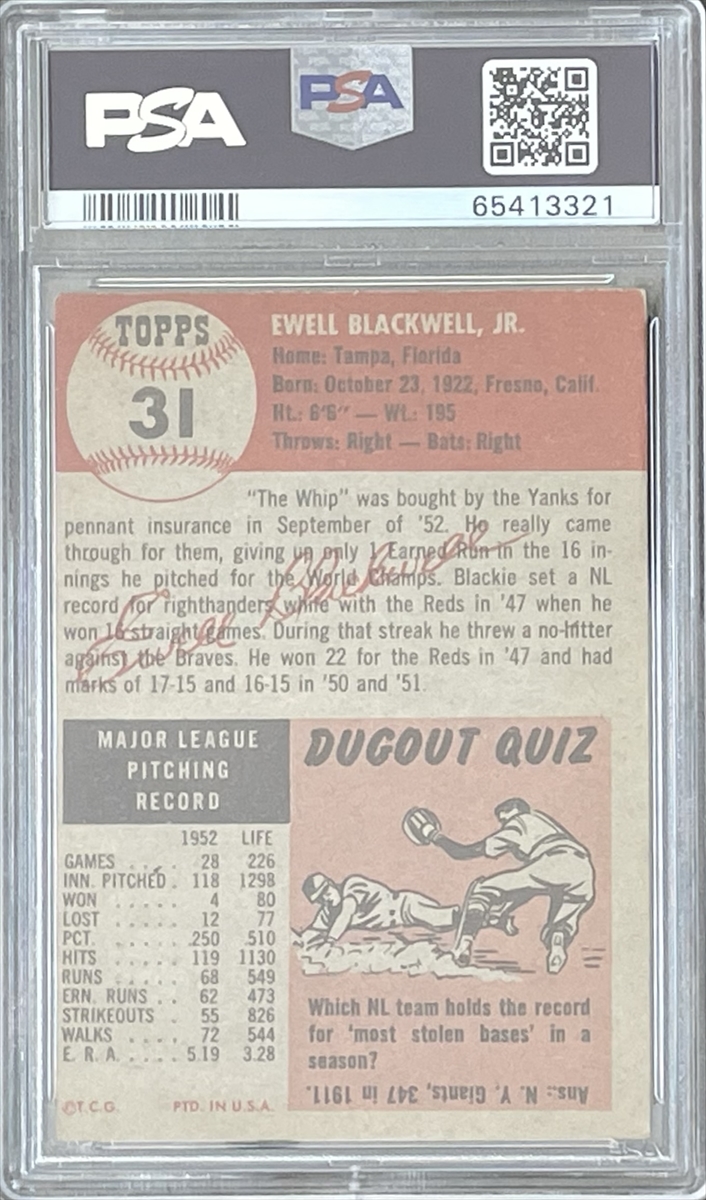 PSA
PSA
65413321
TOPPS
31
EWELL BLACKWELL, JR.
Home: Tampa, Florida
Born: October 23, 1922, Fresno, Calif.
Ht.: 6'6" — Wt.: 195
Throws: Right — Bats: Right
"The Whip" was bought by the Yanks for
pennant insurance in September of '52. He really came
through for them, giving up only 1 Earned Run in the 16 in-
nings he pitched for the World Champs. Blackie set a NL
record for righthanders while with the Reds in '47 when he
won 16 straight games. During that streak he threw a no-hitter
against the Braves. He won 22 for the Reds in '47 and had
marks of 17-15 and 16-15 in '50 and '51.
Ewell Blackwell
MAJOR LEAGUE
PITCHING
RECORD
1952 LIFE
GAMES . . . . 28 226
INN. PITCHED . 118 1298
WON . . . . . 4 80
LOST . . . . . 12 77
PCT. . . . . . .250 .510
HITS . . . . . 119 1130
RUNS . . . . . 68 549
ERN. RUNS . . 62 473
STRIKEOUTS . 55 826
WALKS . . . . 72 544
E. R. A. . . . . 5.19 3.28
©T.C.G. PTD. IN U.S.A.
DUGOUT QUIZ
Which NL team holds the record
for 'most stolen bases' in a
season?
Ans.: N. Y. Giants, 347 in 1911.